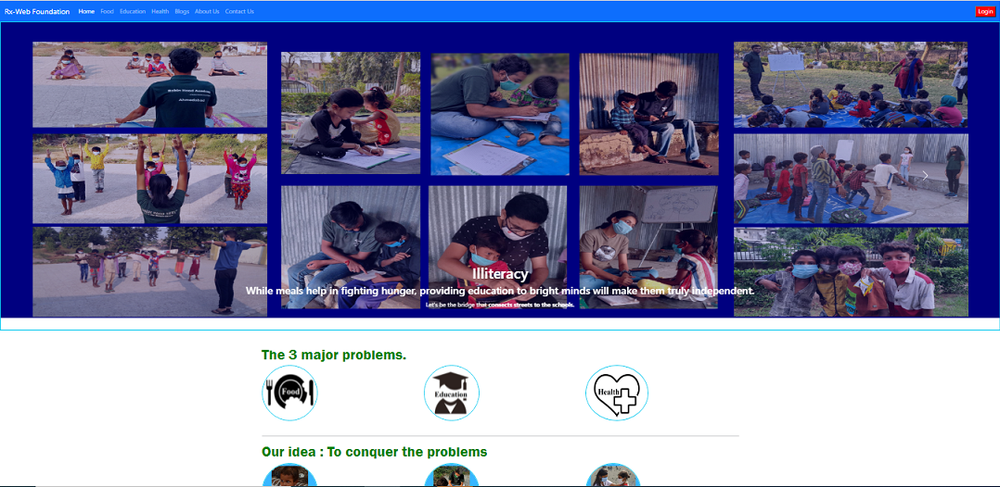 Rx-Web Foundation Home Food Education Health Blogs About Us Contact Us Login
Illiteracy
While meals help in fighting hunger, providing education to bright minds will make them truly independent.
Let's be the bridge that connects streets to the schools.
The 3 major problems.
Food
Education
Health
Our idea : To conquer the problems